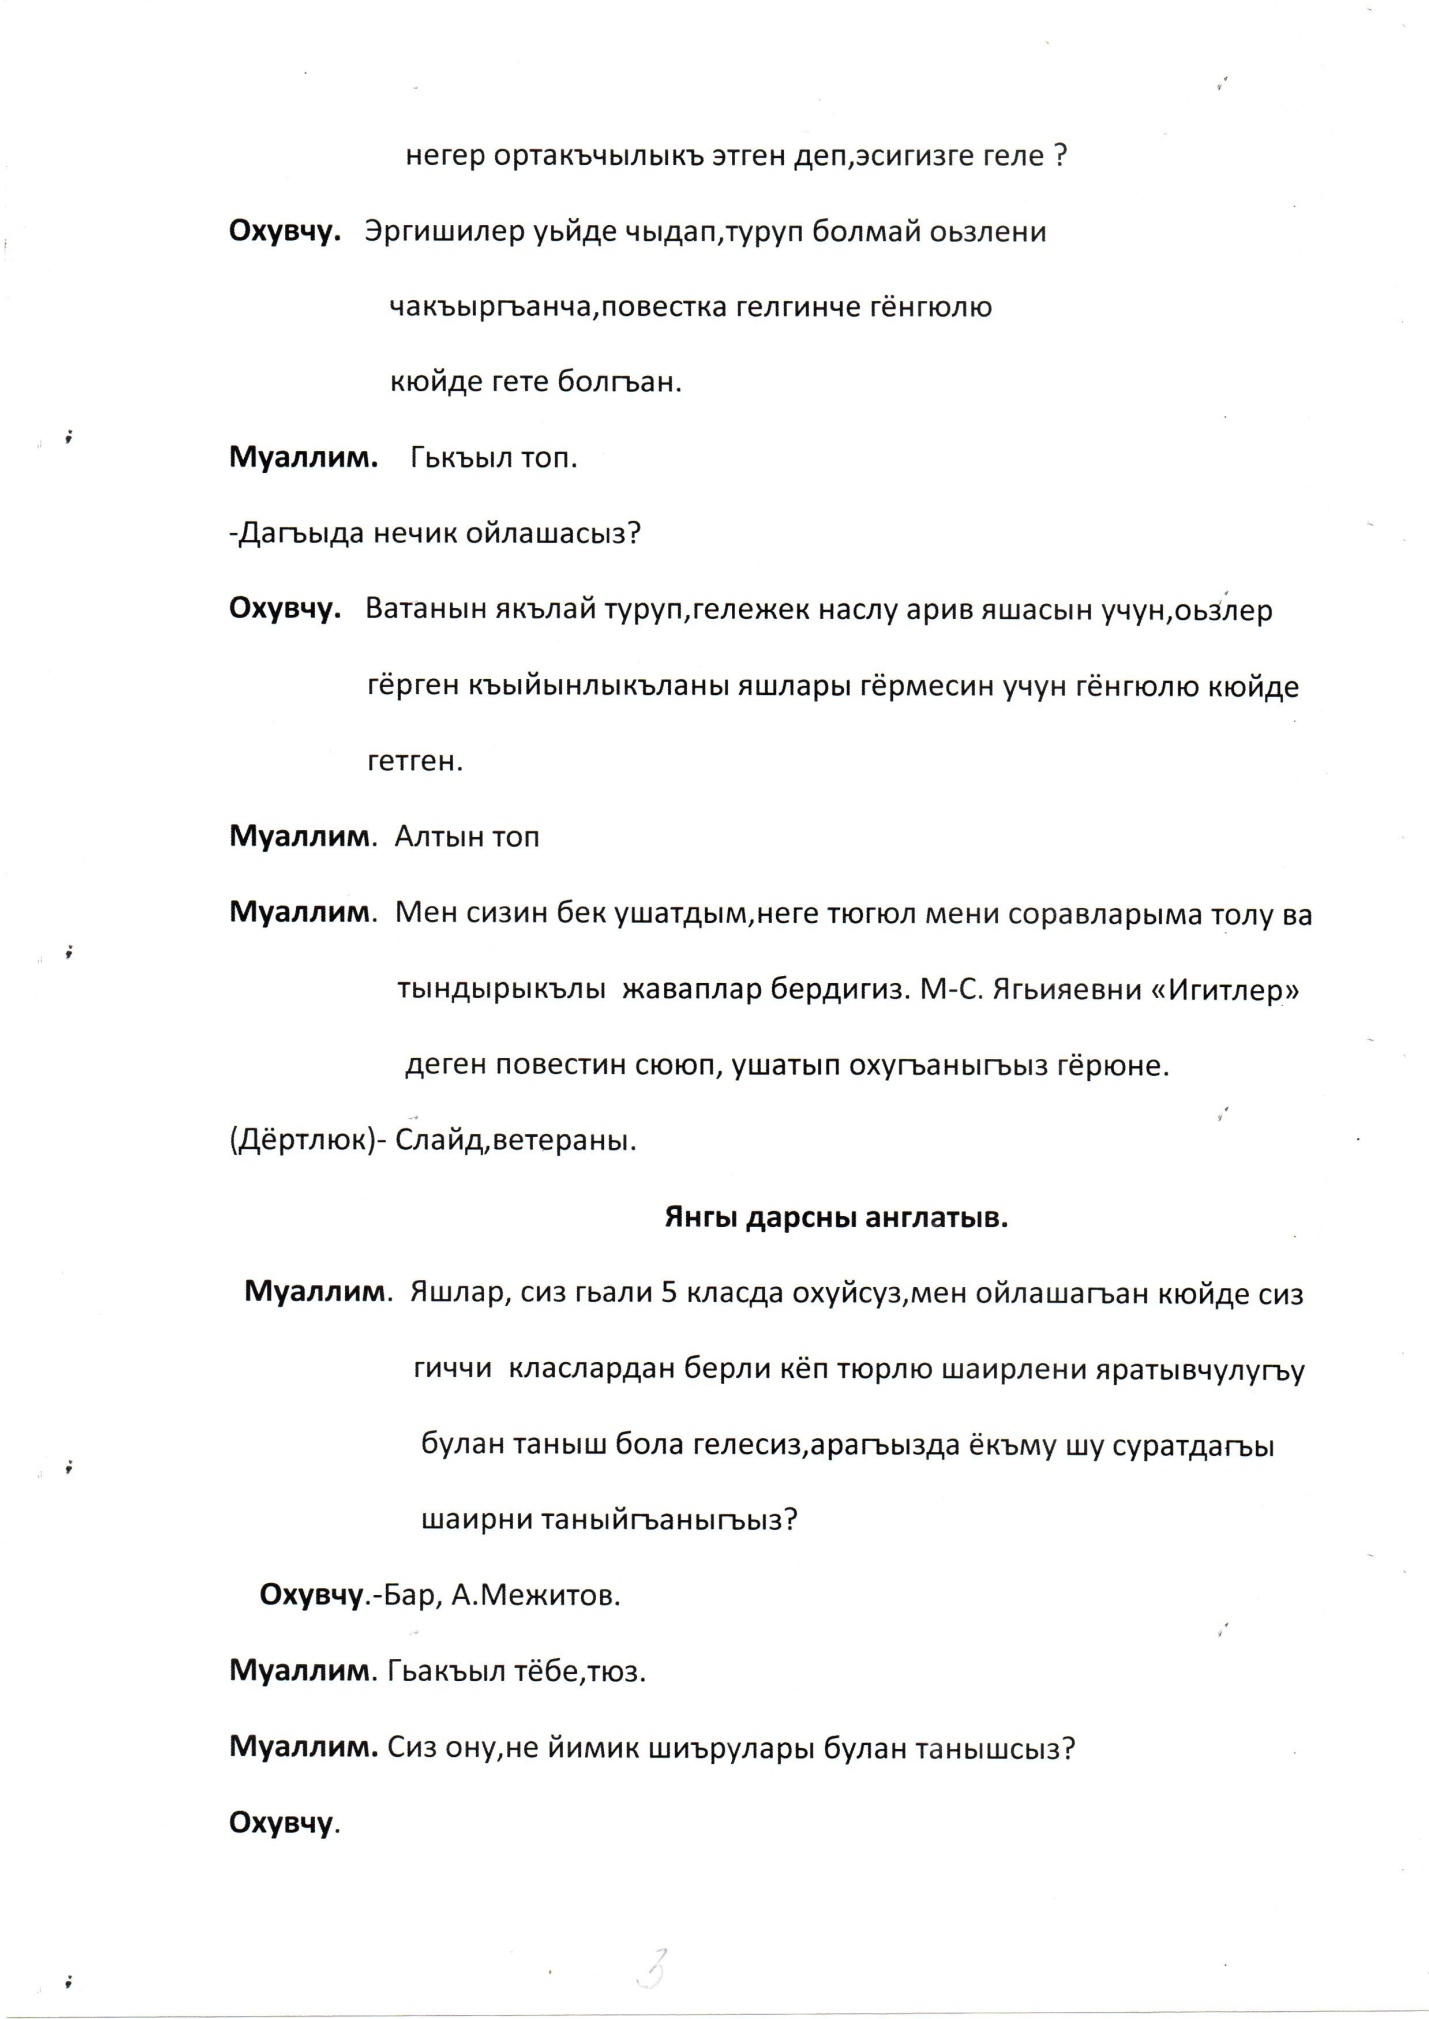 негер ортакъчылыкъ этген деп,эсигизге геле ?
Охувчу. Эргишилер уьйде чыдап,туруп болмай оьзлени
чакъыргъанча,повестка гелгинче гёнгюлю
кюйде гете болгъан.
Муаллим. Гькъыл топ.
-Дагъыда нечик ойлашасыз?
Охувчу. Ватанын якълай туруп,гележек наслу арив яшасын учун,оьзлер
гёрген къыйынлыкъланы яшлары гёрмесин учун гёнгюлю кюйде
гетген.
Муаллим. Алтын топ
Муаллим. Мен сизин бек ушатдым,неге тюгюл мени соравларыма толу ва
тындырыкълы жаваплар бердигиз. М-С. Ягьияевни «Игитлер»
деген повестин сююп, ушатып охугъаныгъыз гёрюне.
(Дёртлюк)- Слайд,ветераны.
Янгы дарсны англатыв.
Муаллим. Яшлар, сиз гьали 5 класда охуйсуз,мен ойлашагъан кюйде сиз
гиччи класлардан берли кёп тюрлю шаирлени яратывчулугъу
булан таныш бола гелесиз,арагъызда ёкъму шу суратдагъы
шаирни таныйгъаныгъыз?
Охувчу.-Бар, А.Межитов.
Муаллим. Гьакъыл тёбе,тюз.
Муаллим. Сиз ону,не йимик шиърулары булан танышсыз?
Охувчу.
3